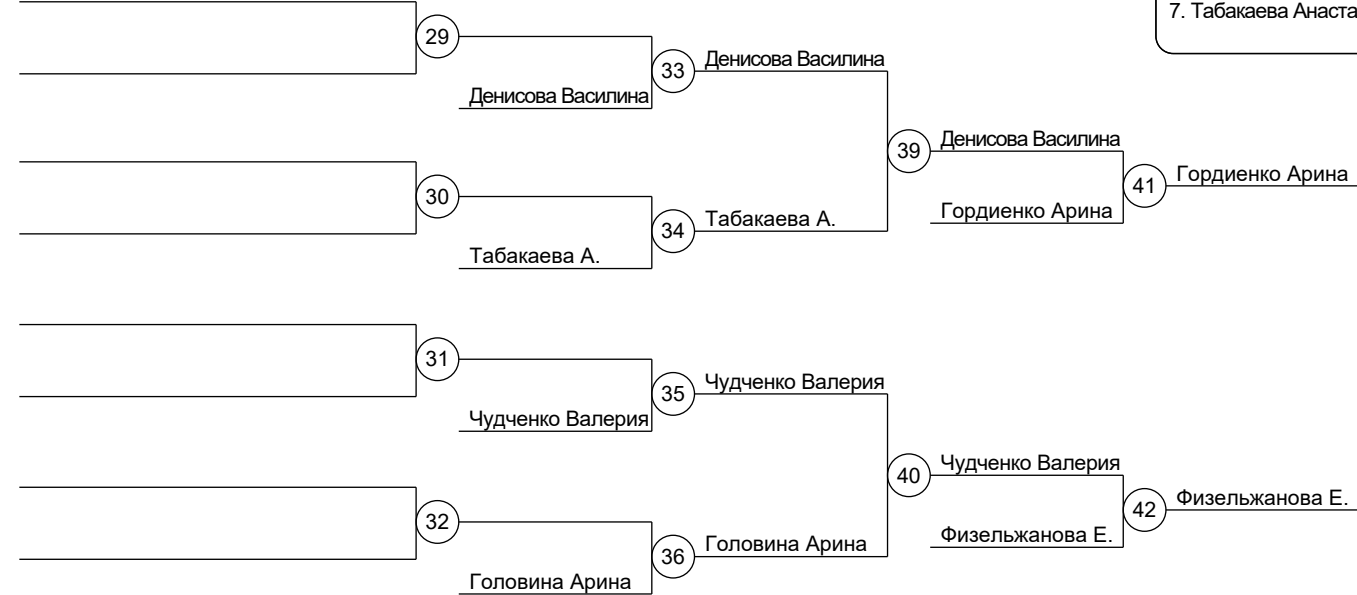 7. Табакаева Анаста
29
Денисова Василина
33
Денисова Василина
39
Денисова Василина
41
Гордиенко Арина
Гордиенко Арина
30
Табакаева А.
34
Табакаева А.
31
Чудченко Валерия
35
Чудченко Валерия
40
Чудченко Валерия
42
Физельжанова Е.
Физельжанова Е.
32
Головина Арина
36
Головина Арина